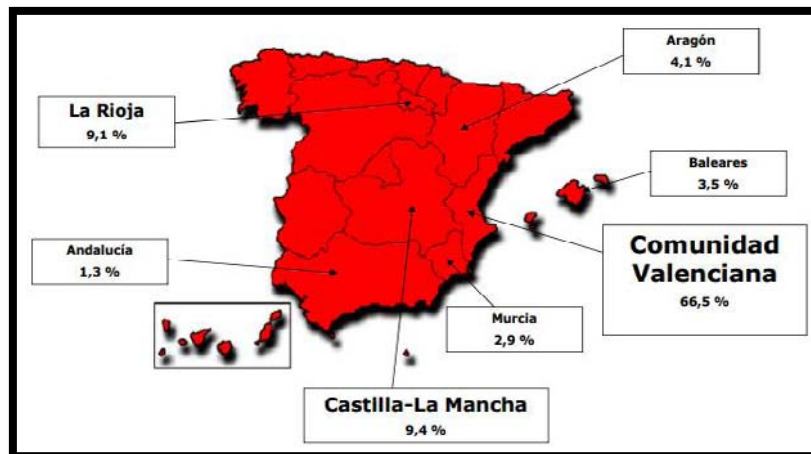 Aragón
4,1 %
La Rioja
9,1 %
Baleares
3,5 %
Comunidad
Valenciana
66,5 %
Andalucía
1,3 %
Murcia
2,9 %
Castilla-La Mancha
9,4 %